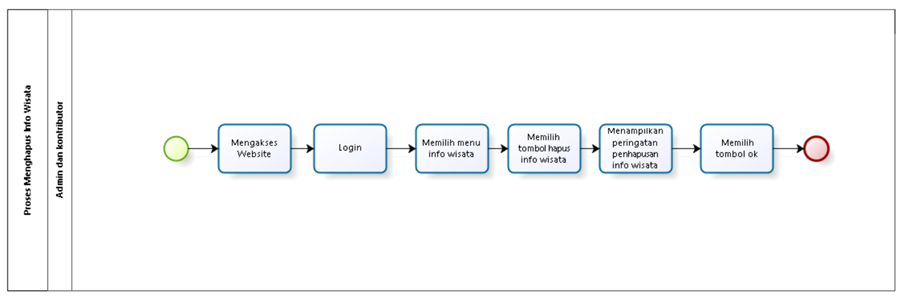 Proses Menghapus Info Wisata
Admin dan kontributor
Mengakses
Website
Login
Memilih menu
info wisata
Memilih
tombol hapus
info wisata
Menampilkan
peringatan
penhapusan
info wisata
Memilih
tombol ok